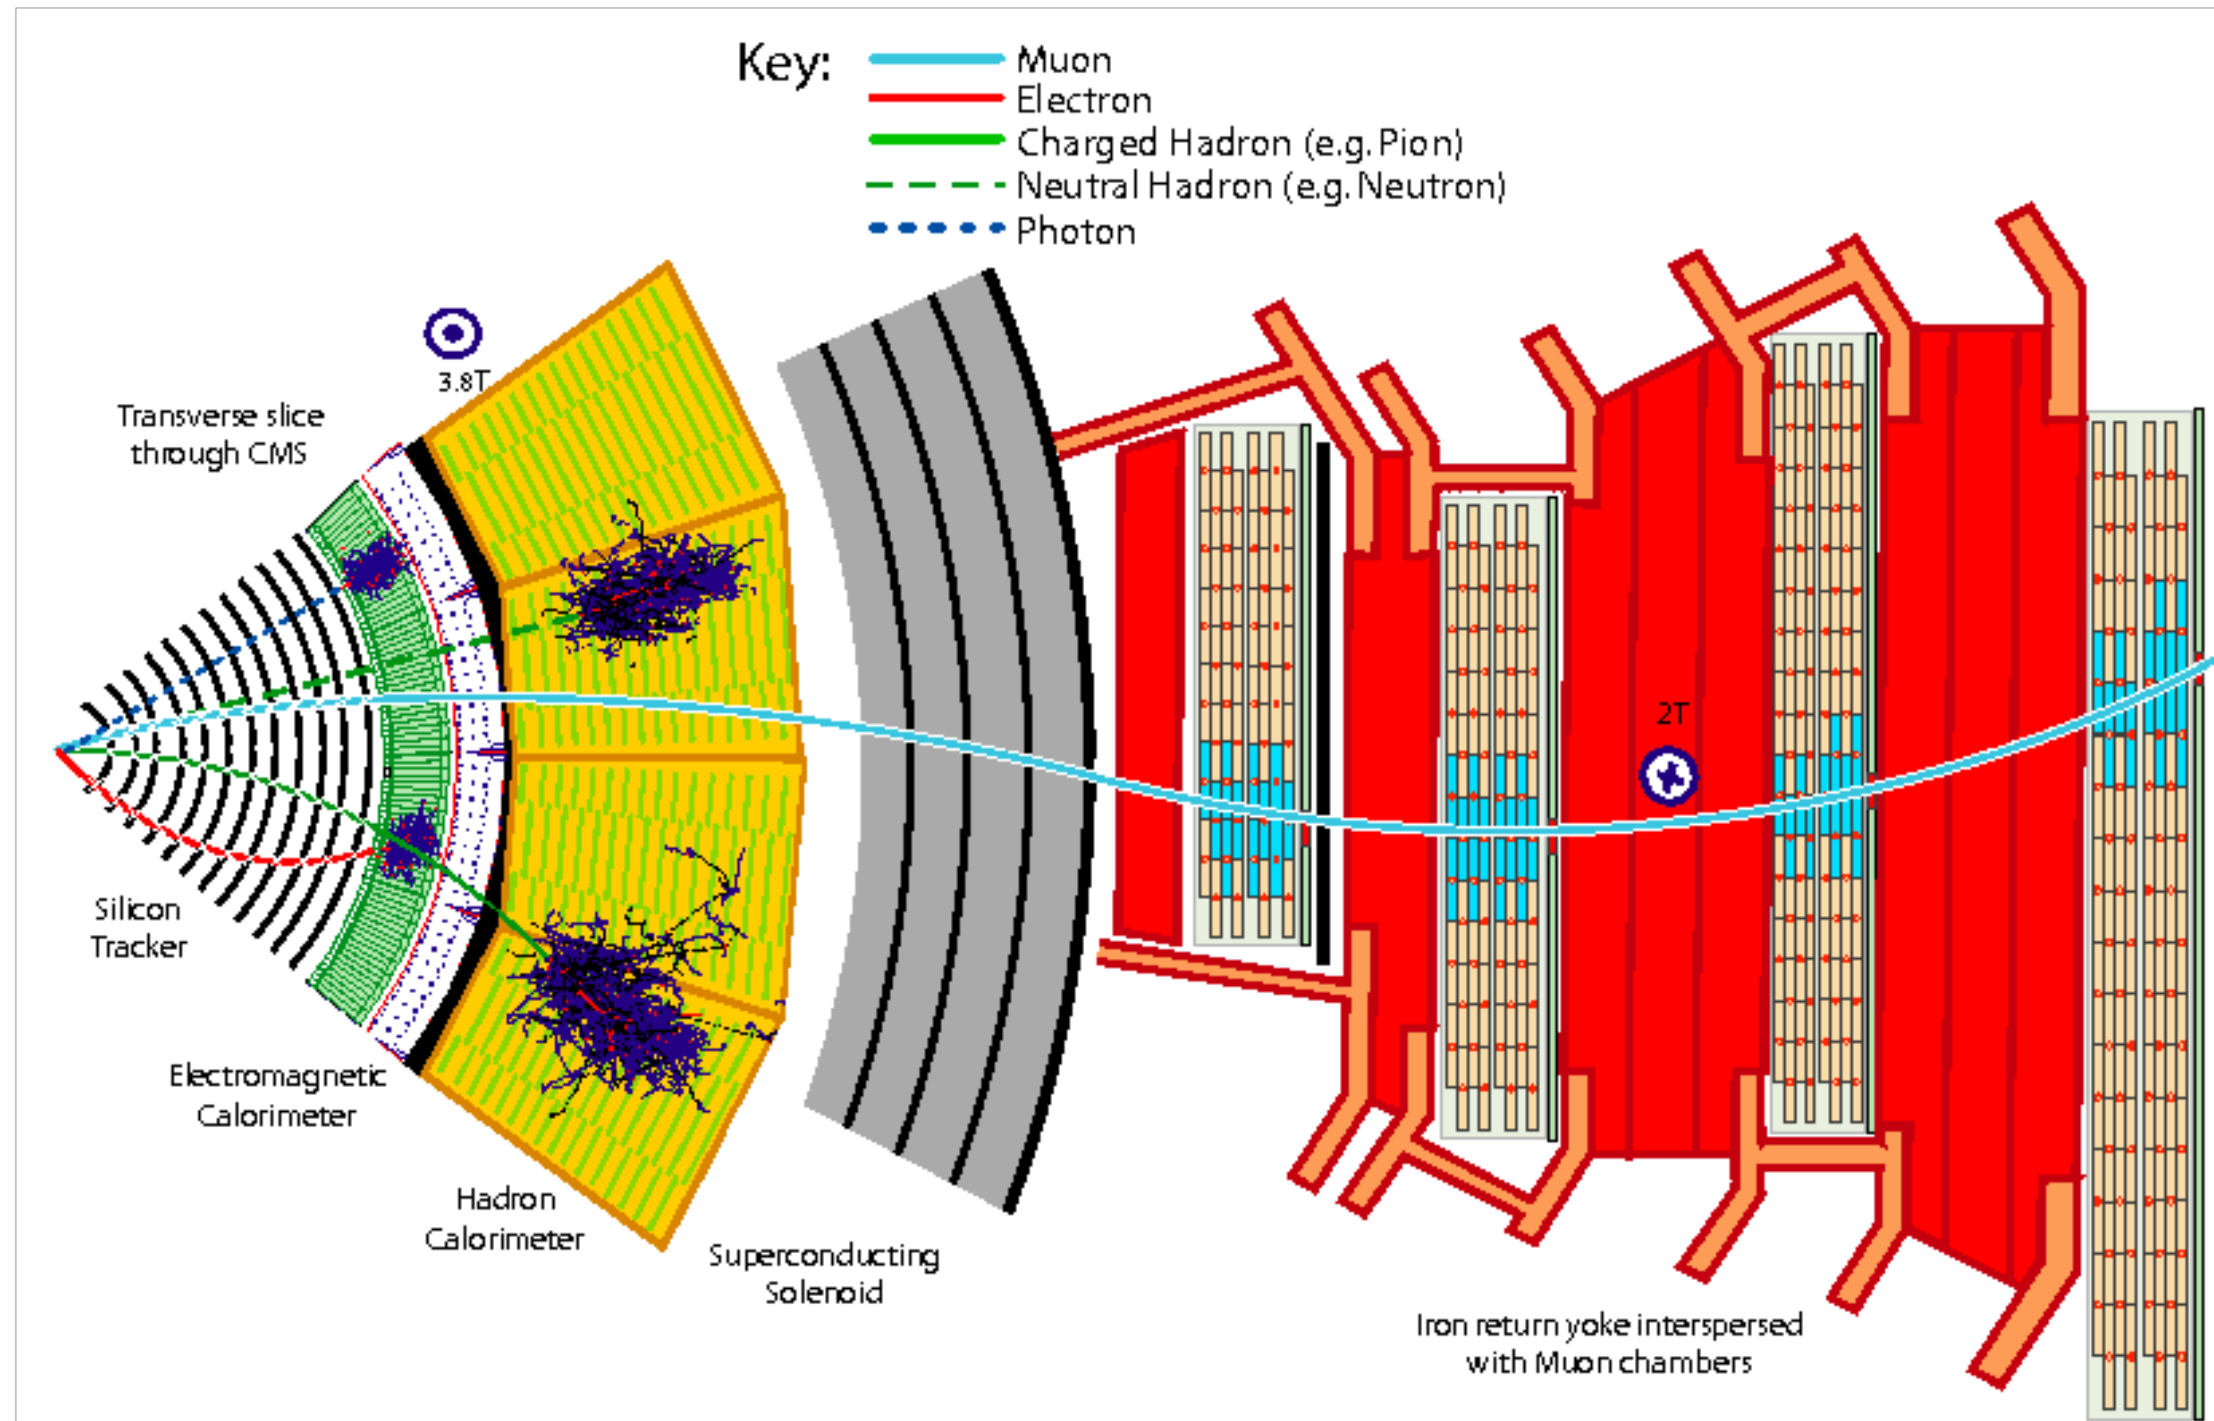 Key:
Muon
Electron
Charged Hadron (e.g. Pion)
Neutral Hadron (e.g. Neutron)
Photon
3.8T
Transverse slice
through CMS
2T
Silicon
Tracker
Electromagnetic
Calorimeter
Hadron
Calorimeter
Superconducting
Solenoid
Iron return yoke interspersed
with Muon chambers